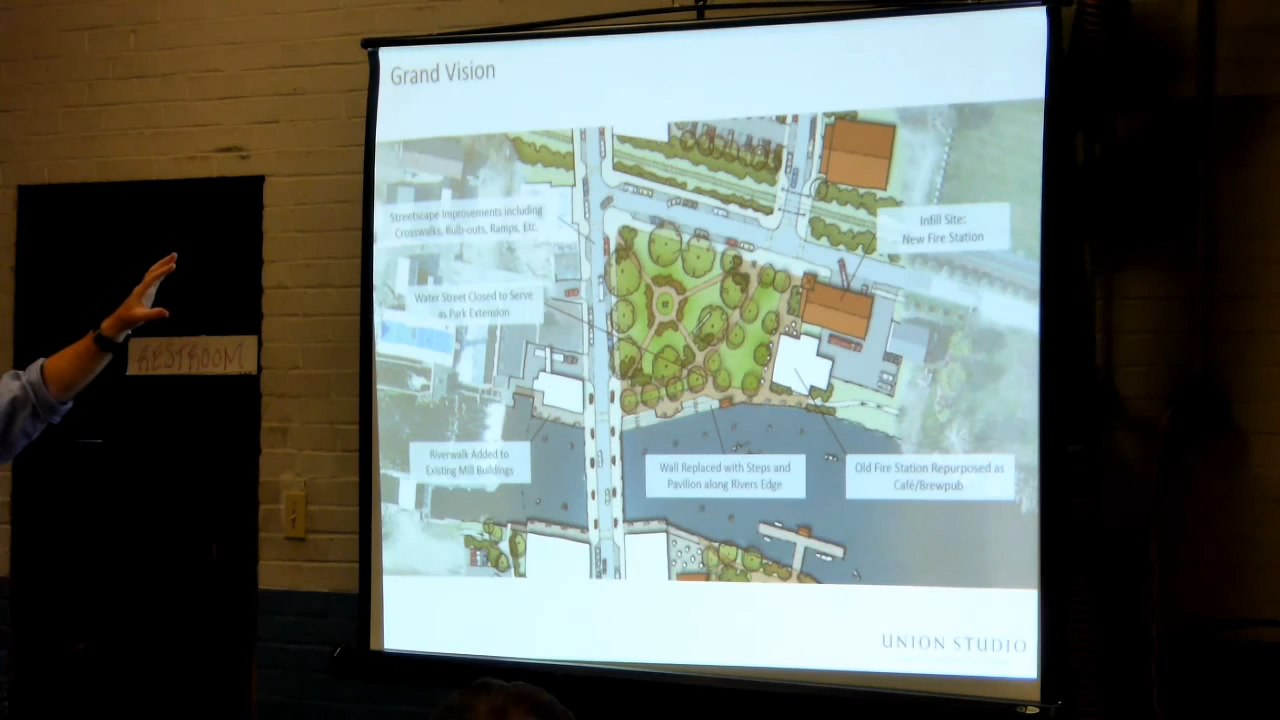 Grand Vision
Streetscape Improvements including
Crosswalks, Bulb-outs, Ramps, Etc.
Infill Site:
New Fire Station
Water Street Closed to Serve
as Park Extension
RESTROOM
Riverwalk Added to
Existing Mill Buildings
Wall Replaced with Steps and
Pavilion along Rivers Edge
Old Fire Station Repurposed as
Café/Brewpub
UNION STUDIO